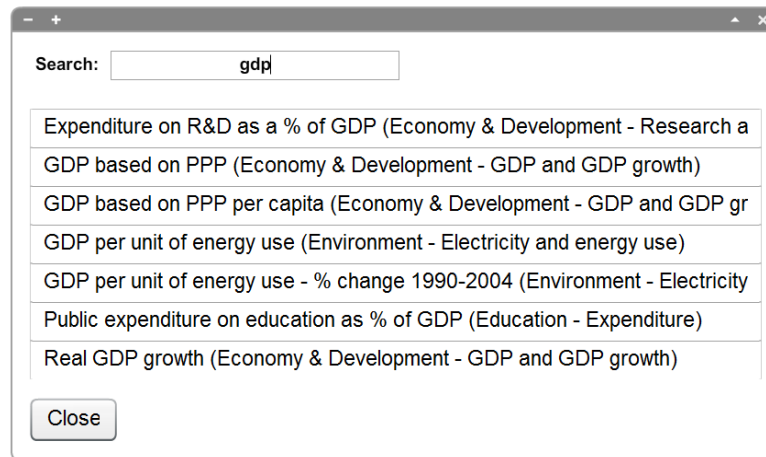 Search: gdp
Expenditure on R&D as a % of GDP (Economy & Development - Research a
GDP based on PPP (Economy & Development - GDP and GDP growth)
GDP based on PPP per capita (Economy & Development - GDP and GDP gr
GDP per unit of energy use (Environment - Electricity and energy use)
GDP per unit of energy use - % change 1990-2004 (Environment - Electricity
Public expenditure on education as % of GDP (Education - Expenditure)
Real GDP growth (Economy & Development - GDP and GDP growth)
Close